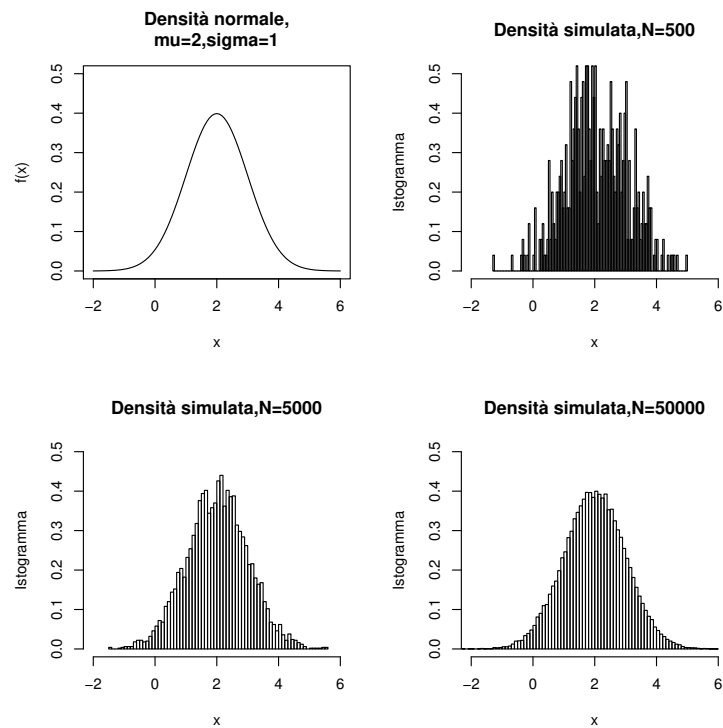 Densità normale,
mu=2,sigma=1
f(x)
0.0 0.1 0.2 0.3 0.4 0.5
−2 0 2 4 6
x
Densità simulata,N=500
Istogramma
0.0 0.1 0.2 0.3 0.4 0.5
−2 0 2 4 6
x
Densità simulata,N=5000
Istogramma
0.0 0.1 0.2 0.3 0.4 0.5
−2 0 2 4 6
x
Densità simulata,N=50000
Istogramma
0.0 0.1 0.2 0.3 0.4 0.5
−2 0 2 4 6
x